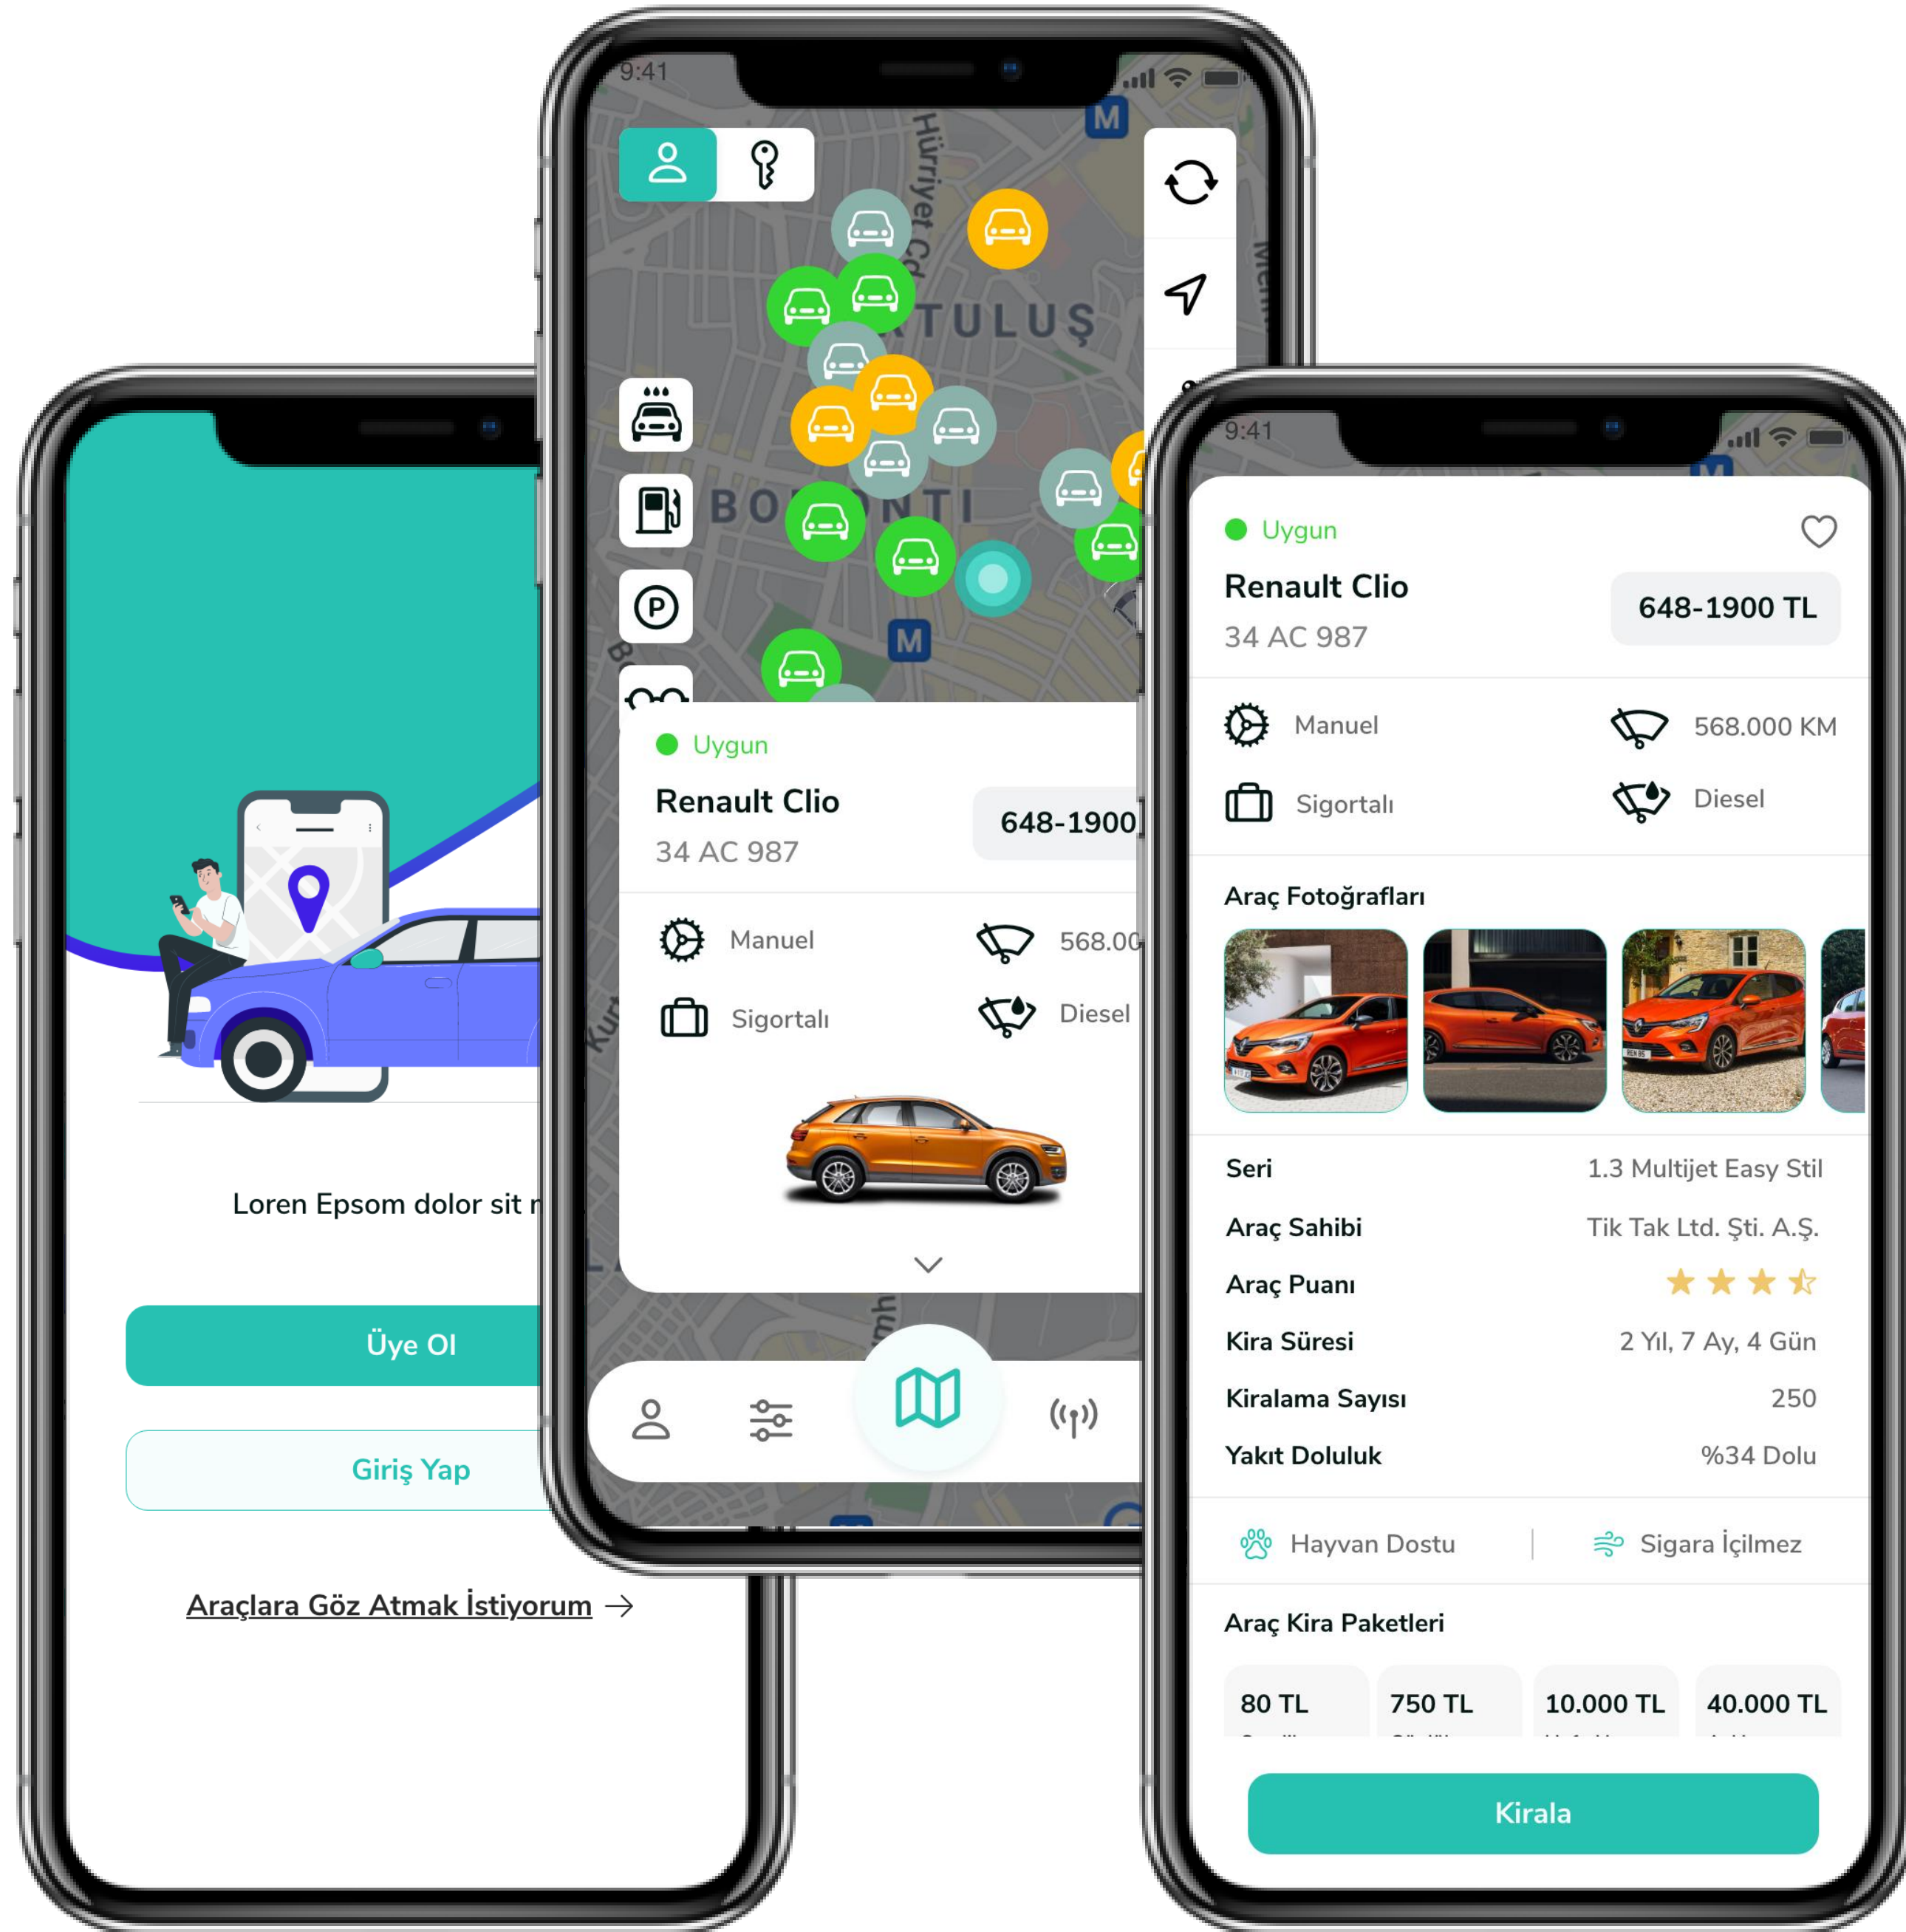 Loren Epsom dolor sit
Üye Ol
Giriş Yap
Araçlara Göz Atmak İstiyorum
9:41
M
Hürriyet Cd
TULUŞ
M
Uygun
Renault Clio
648-1900
34 AC 987
Manuel
568.00
Sigortalı
Diesel
9:41
Uygun
Renault Clio
648-1900 TL
34 AC 987
Manuel
568.000 KM
Sigortalı
Diesel
Araç Fotoğrafları
Seri
1.3 Multijet Easy Stil
Araç Sahibi
Tik Tak Ltd. Şti. A.Ş.
Araç Puanı
Kira Süresi
2 Yıl, 7 Ay, 4 Gün
Kiralama Sayısı
250
Yakıt Doluluk
%34 Dolu
Hayvan Dostu
Sigara İçilmez
Araç Kira Paketleri
80 TL
750 TL
10.000 TL
40.000 TL
Kirala